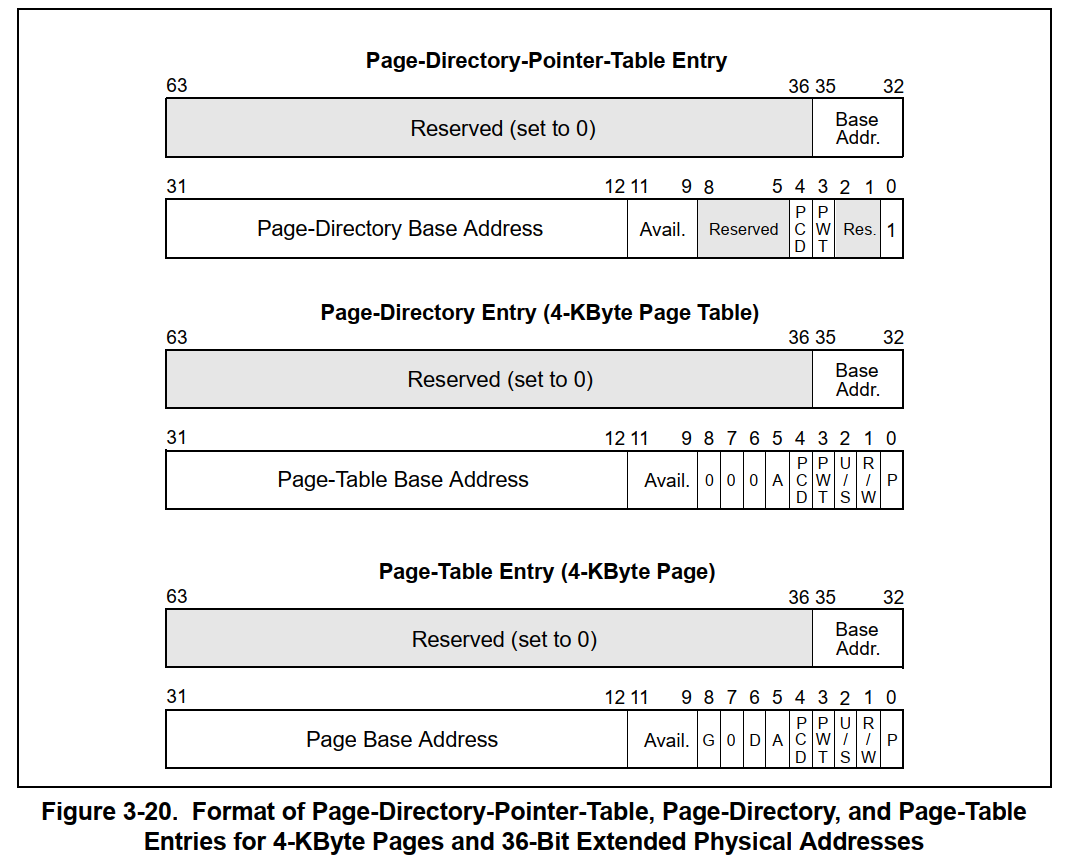 Page-Directory-Pointer-Table Entry
63 36 35 32
Reserved (set to 0) Base Addr.
31 12 11 9 8 5 4 3 2 1 0
Page-Directory Base Address Avail. Reserved PCD PWT Res. 1
Page-Directory Entry (4-KByte Page Table)
63 36 35 32
Reserved (set to 0) Base Addr.
31 12 11 9 8 7 6 5 4 3 2 1 0
Page-Table Base Address Avail. 0 0 0 A PCD PWT U/S R/W P
Page-Table Entry (4-KByte Page)
63 36 35 32
Reserved (set to 0) Base Addr.
31 12 11 9 8 7 6 5 4 3 2 1 0
Page Base Address Avail. G 0 D A PCD PWT U/S R/W P
Figure 3-20. Format of Page-Directory-Pointer-Table, Page-Directory, and Page-Table
Entries for 4-KByte Pages and 36-Bit Extended Physical Addresses